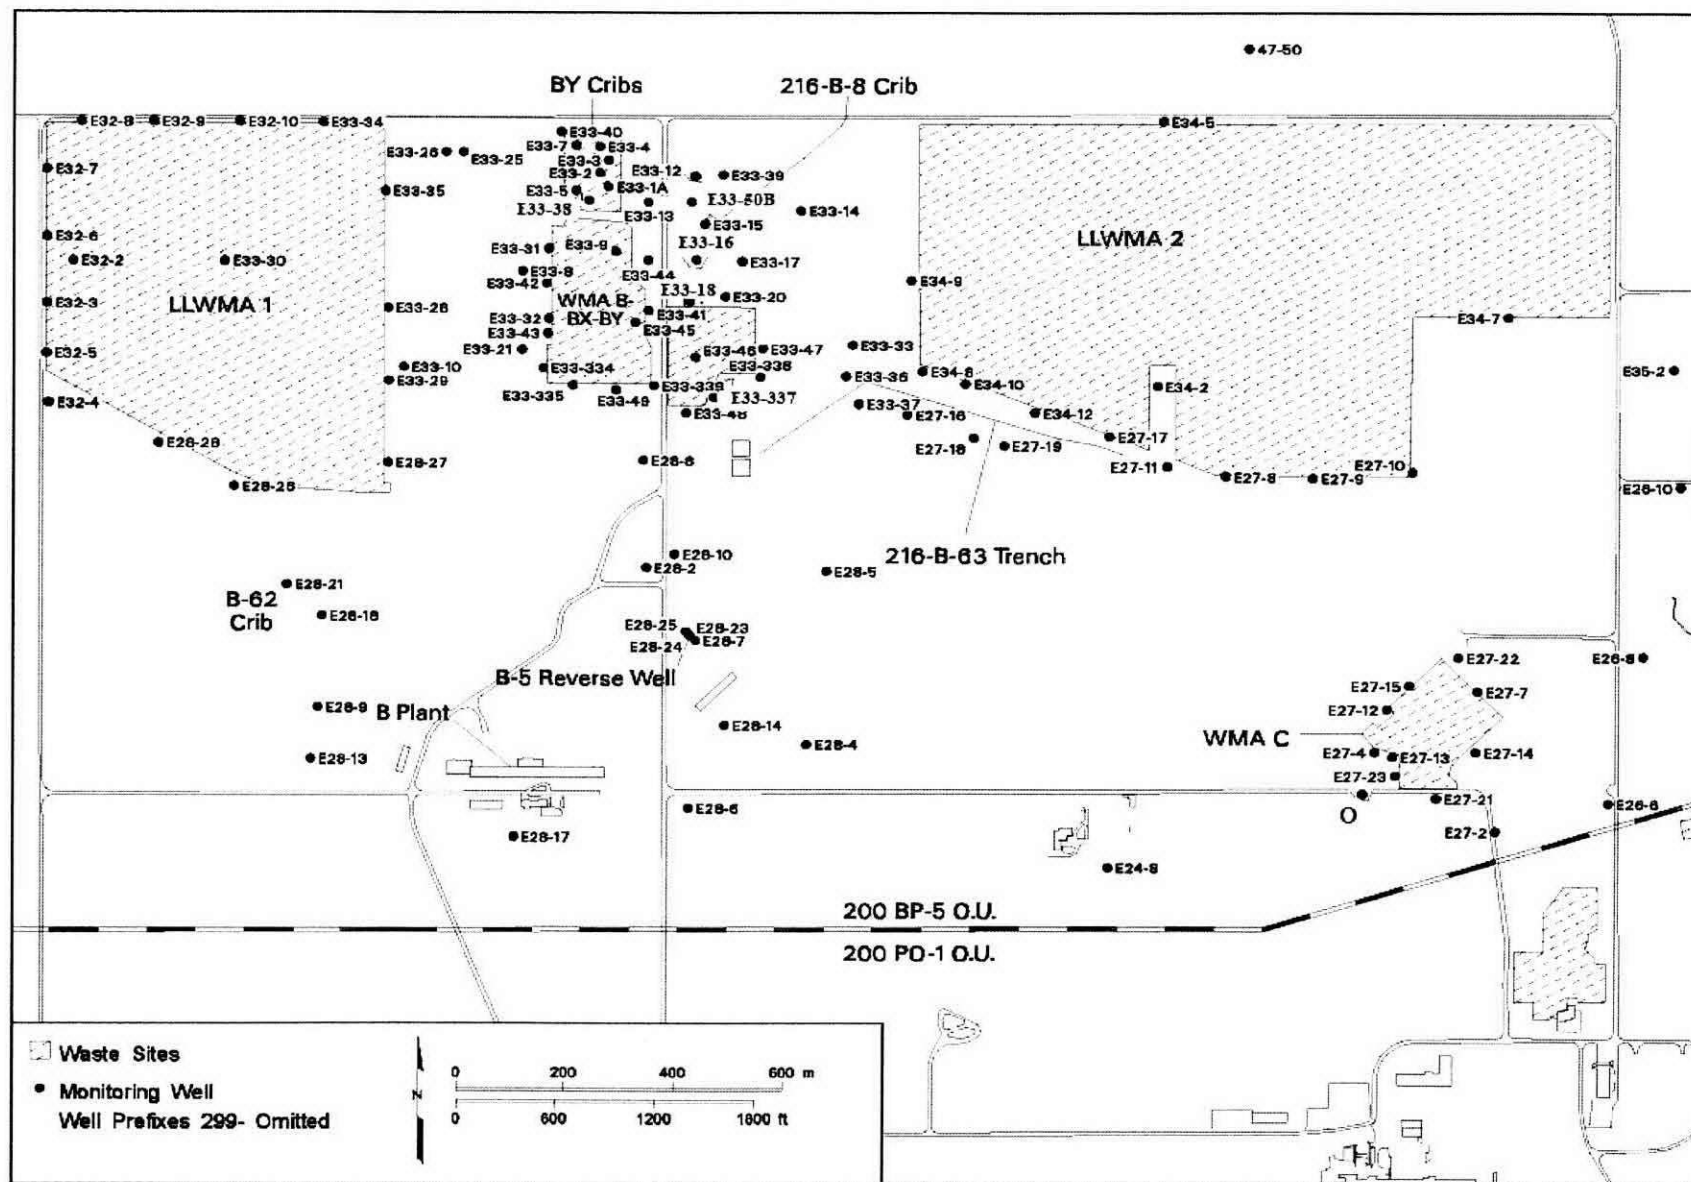 47-50
BY Cribs
216-B-8 Crib
E32-8
E32-9
E32-10
E33-34
E33-40
E33-7
E33-4
E34-5
E33-26
E33-25
E33-3
E33-2
E33-12
E33-39
E32-7
E33-35
E33-5
E33-1A
E33-38
E33-13
E33-50B
E33-14
E33-15
E32-6
E33-31
E33-9
E33-16
LLWMA 2
E32-2
E33-30
E33-8
E33-44
E33-17
E33-42
E34-9
E32-3
LLWMA 1
E33-28
WMA B-
BX-BY
E33-18
E33-20
E33-32
E33-41
E33-43
E33-45
E34-7
E32-5
E33-21
E33-46
E33-47
E33-33
E33-10
E33-334
E33-338
E33-36
E34-8
E35-2
E33-29
E33-335
E33-49
E33-339
E33-337
E34-10
E34-2
E32-4
E33-48
E33-37
E27-16
E34-12
E28-28
E27-18
E27-19
E27-17
E28-27
E28-8
E27-11
E27-10
E28-26
E27-8
E27-9
E26-10
216-B-63 Trench
E28-10
E28-2
E28-5
E28-21
B-62
Crib
E28-18
E28-25
E28-23
E28-24
E28-7
B-5 Reverse Well
E27-22
E26-8
E27-15
E27-7
E28-9
B Plant
E27-12
E28-14
WMA C
E28-4
E28-13
E27-4
E27-13
E27-14
E27-23
E28-6
E27-21
E26-6
O
E28-17
E27-2
E24-8
200 BP-5 O.U.
200 PO-1 O.U.
Waste Sites
Monitoring Well
Well Prefixes 299- Omitted
N
0 200 400 600 m
0 600 1200 1800 ft